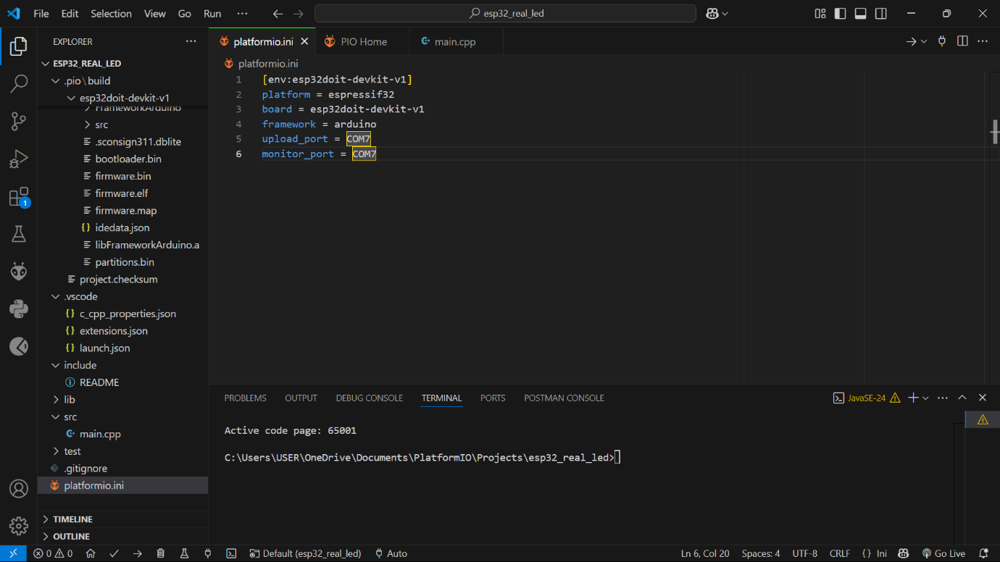 File Edit Selection View Go Run ··· esp32_real_led
EXPLORER ···
ESP32_REAL_LED
.pio\build
esp32doit-devkit-v1
FrameworkArduino
src
.sconsign311.dblite
bootloader.bin
firmware.bin
firmware.elf
firmware.map
{} idedata.json
libFrameworkArduino.a
partitions.bin
project.checksum
.vscode
{} c_cpp_properties.json
{} extensions.json
{} launch.json
include
README
lib
src
main.cpp
test
.gitignore
platformio.ini
TIMELINE
OUTLINE
1
platformio.ini PIO Home main.cpp
platformio.ini
1 [env:esp32doit-devkit-v1]
2 platform = espressif32
3 board = esp32doit-devkit-v1
4 framework = arduino
5 upload_port = COM7
6 monitor_port = COM7
PROBLEMS OUTPUT DEBUG CONSOLE TERMINAL PORTS POSTMAN CONSOLE JavaSE-24
Active code page: 65001
C:\Users\USER\OneDrive\Documents\PlatformIO\Projects\esp32_real_led>
0 0 Default (esp32_real_led) Auto Ln 6, Col 20 Spaces: 4 UTF-8 CRLF {} Ini Go Live